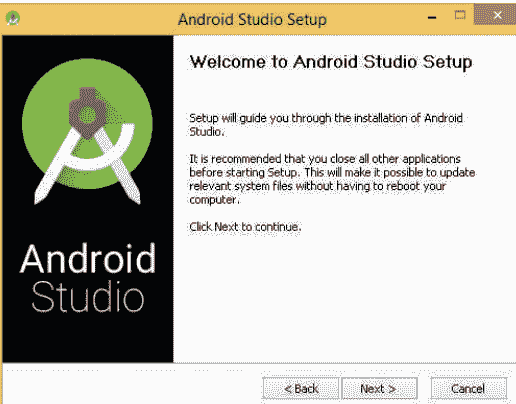 Android Studio Setup
Welcome to Android Studio Setup
Setup will guide you through the installation of Android
Studio.
It is recommended that you close all other applications
before starting Setup. This will make it possible to update
relevant system files without having to reboot your
computer.
Click Next to continue.
Android
Studio
< Back
Next >
Cancel